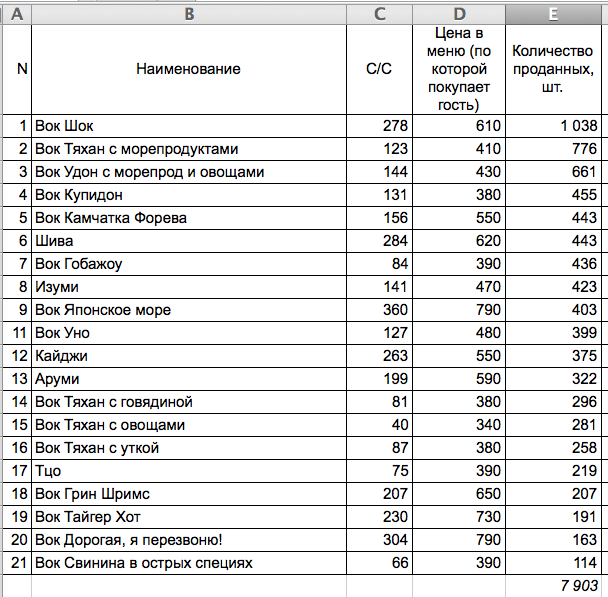 A B C D E
N Наименование С/С Цена в меню (по которой покупает гость) Количество проданных, шт.
1 Вок Шок 278 610 1 038
2 Вок Тяхан с морепродуктами 123 410 776
3 Вок Удон с морепрод и овощами 144 430 661
4 Вок Купидон 131 380 455
5 Вок Камчатка Форева 156 550 443
6 Шива 284 620 443
7 Вок Гобажоу 84 390 436
8 Изуми 141 470 423
9 Вок Японское море 360 790 403
11 Вок Уно 127 480 399
12 Кайджи 263 550 375
13 Аруми 199 590 322
14 Вок Тяхан с говядиной 81 380 296
15 Вок Тяхан с овощами 40 340 281
16 Вок Тяхан с уткой 87 380 258
17 Тцо 75 390 219
18 Вок Грин Шримс 207 650 207
19 Вок Тайгер Хот 230 730 191
20 Вок Дорогая, я перезвоню! 304 790 163
21 Вок Свинина в острых специях 66 390 114
7 903